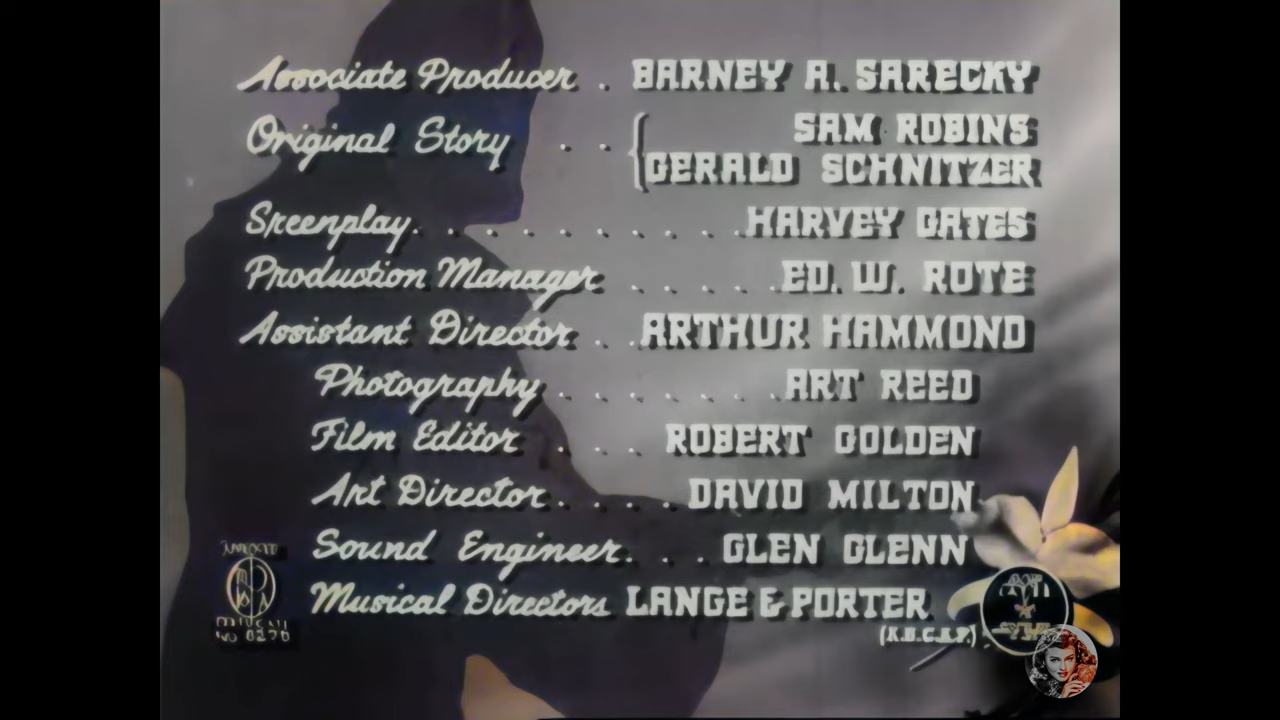 Associate Producer . BARNEY A. SARECKY
Original Story . . { SAM ROBINS
GERALD SCHNITZER
Sreenplay. . . . . . . . . . HARVEY GATES
Production Manager . . . . . ED. W. ROTE
Assistant Director . . ARTHUR HAMMOND
Photography . . . . . . . ART REED
Film Editor . . . ROBERT GOLDEN
Art Director . . . . DAVID MILTON
Sound Engineer . . . GLEN GLENN
Musical Directors LANGE & PORTER